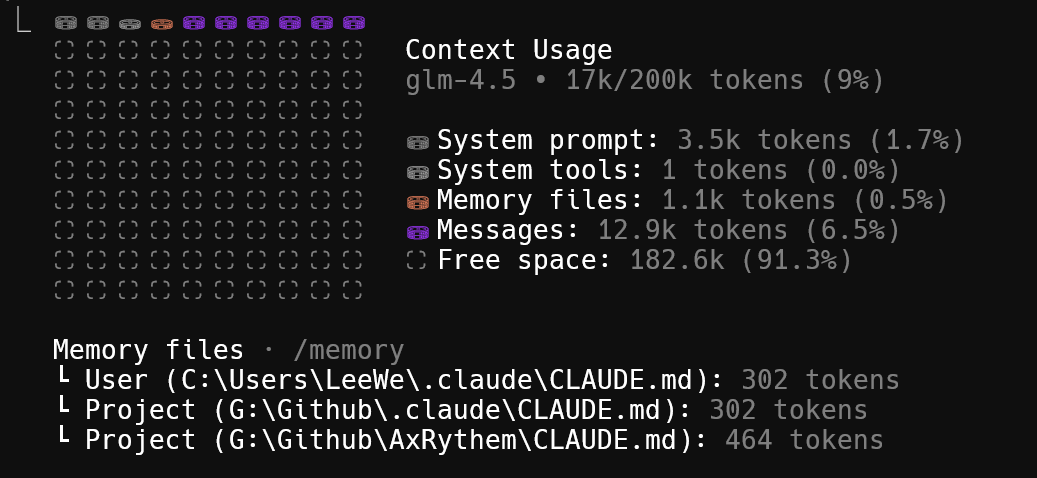 Context Usage
glm-4.5 • 17k/200k tokens (9%)
System prompt: 3.5k tokens (1.7%)
System tools: 1 tokens (0.0%)
Memory files: 1.1k tokens (0.5%)
Messages: 12.9k tokens (6.5%)
Free space: 182.6k (91.3%)
Memory files · /memory
└ User (C:\Users\LeeWe\.claude\CLAUDE.md): 302 tokens
└ Project (G:\Github\.claude\CLAUDE.md): 302 tokens
└ Project (G:\Github\AxRythem\CLAUDE.md): 464 tokens